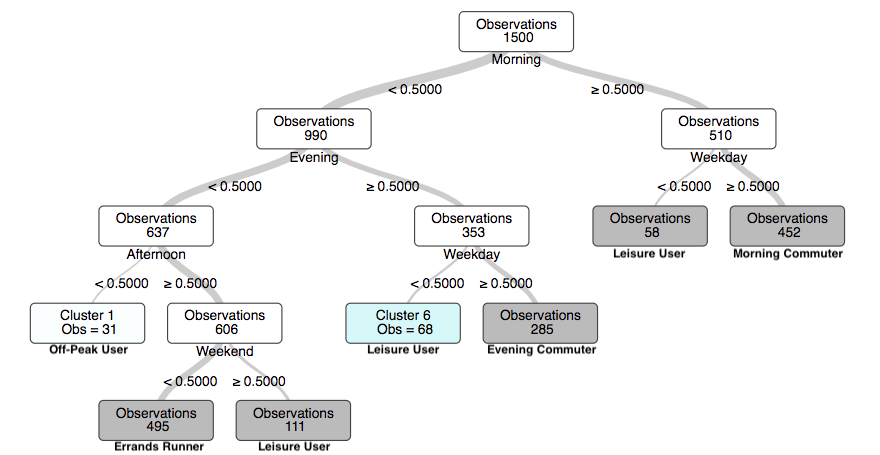 Observations
1500
Morning
< 0.5000
≥ 0.5000
Observations
990
Evening
Observations
510
Weekday
< 0.5000
≥ 0.5000
< 0.5000
≥ 0.5000
Observations
637
Afternoon
Observations
353
Weekday
Observations
58
Leisure User
Observations
452
Morning Commuter
< 0.5000
≥ 0.5000
< 0.5000
≥ 0.5000
Cluster 1
Obs = 31
Off-Peak User
Observations
606
Weekend
Cluster 6
Obs = 68
Leisure User
Observations
285
Evening Commuter
< 0.5000
≥ 0.5000
Observations
495
Errands Runner
Observations
111
Leisure User